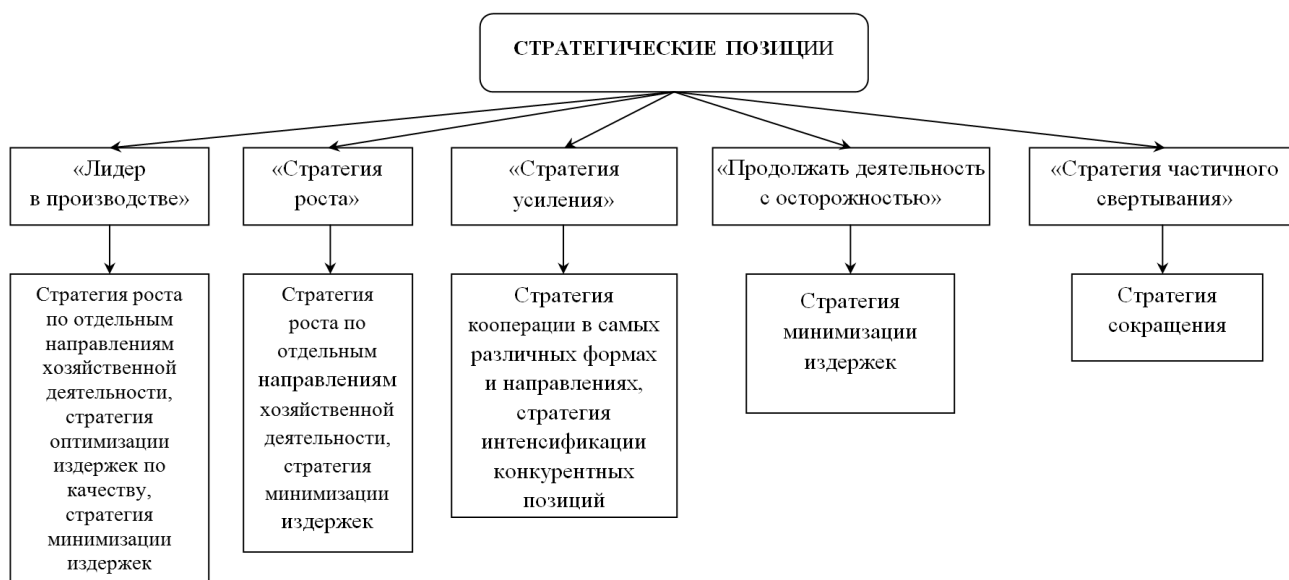 СТРАТЕГИЧЕСКИЕ ПОЗИЦИИ
«Лидер
в производстве»
«Стратегия
роста»
«Стратегия
усиления»
«Продолжать деятельность
с осторожностью»
«Стратегия частичного
свертывания»
Стратегия роста
по отдельным
направлениям
хозяйственной
деятельности,
стратегия
оптимизации
издержек по
качеству,
стратегия
минимизации
издержек
Стратегия
роста по
отдельным
направлениям
хозяйственной
деятельности,
стратегия
минимизации
издержек
Стратегия
кооперации в самых
различных формах
и направлениях,
стратегия
интенсификации
конкурентных
позиций
Стратегия
минимизации
издержек
Стратегия
сокращения